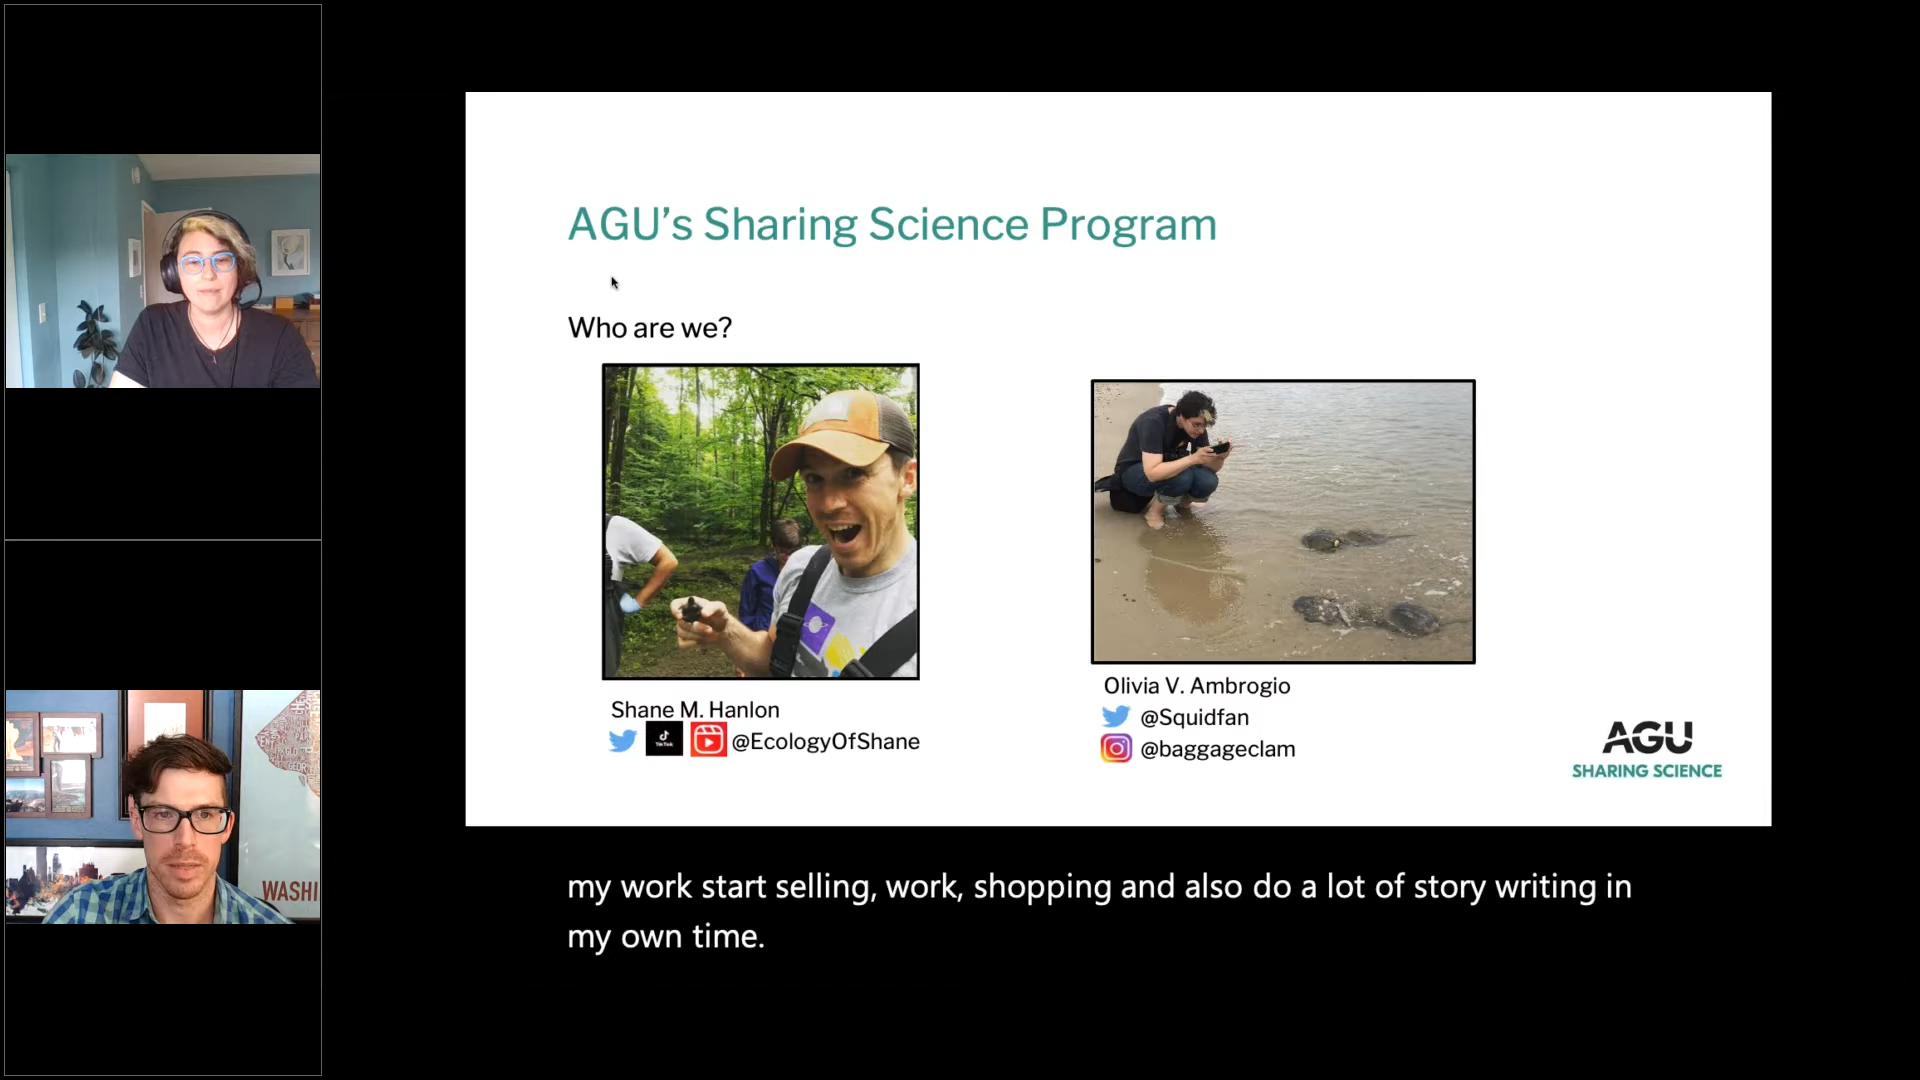 AGU’s Sharing Science Program
Who are we?
Shane M. Hanlon
TikTok
@EcologyOfShane
Olivia V. Ambrogio
@Squidfan
@baggageclam
AGU
SHARING SCIENCE
WASHI
my work start selling, work, shopping and also do a lot of story writing in
my own time.